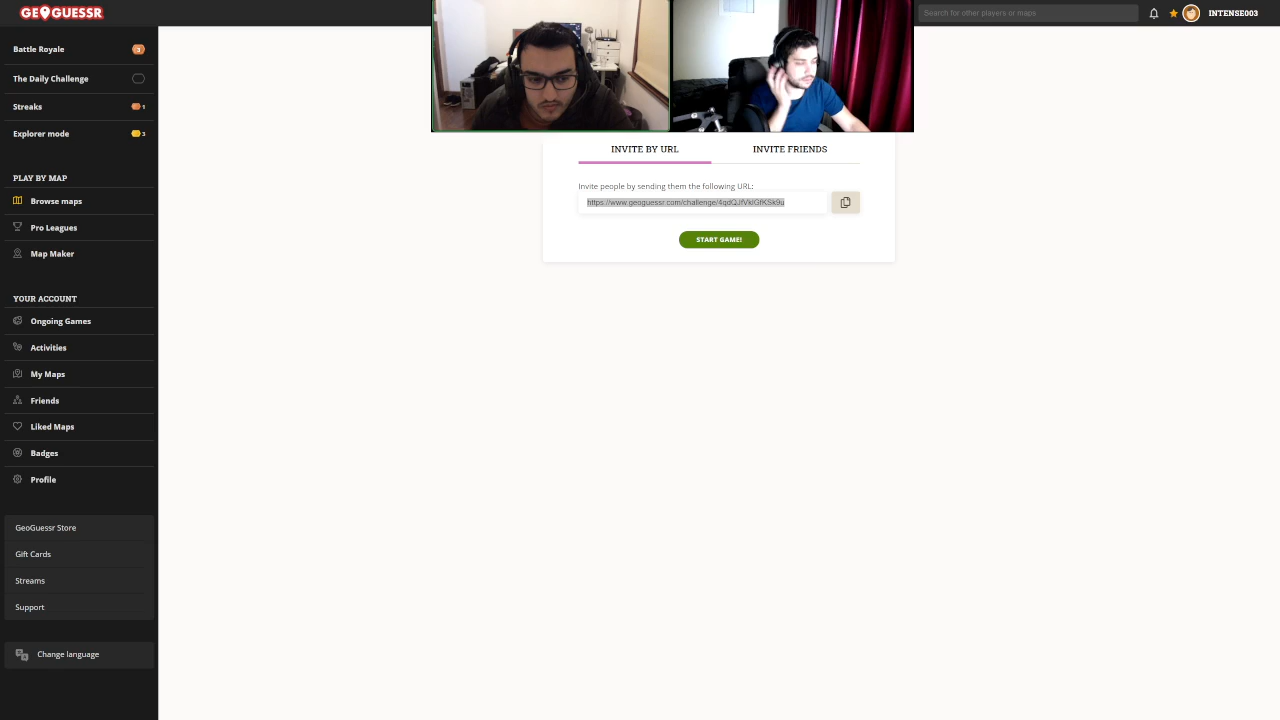 GEOGUESSR
Search for other players or maps
INTENSE003
Battle Royale
3
The Daily Challenge
Streaks
1
Explorer mode
3
PLAY BY MAP
Browse maps
Pro Leagues
Map Maker
YOUR ACCOUNT
Ongoing Games
Activities
My Maps
Friends
Liked Maps
Badges
Profile
GeoGuessr Store
Gift Cards
Streams
Support
Change language
INVITE BY URL
INVITE FRIENDS
Invite people by sending them the following URL:
START GAME!